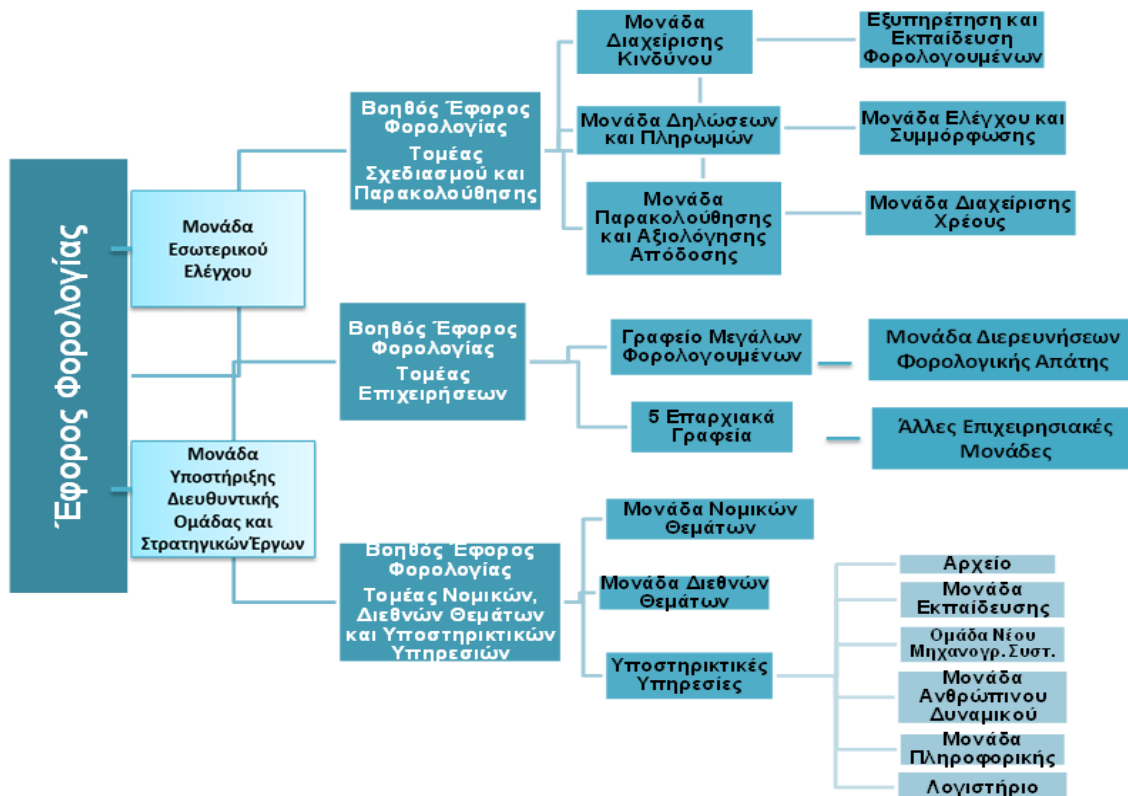 Έφορος Φορολογίας
Μονάδα
Εσωτερικού
Ελέγχου
Μονάδα
Υποστήριξης
Διευθυντικής
Ομάδας και
ΣτρατηγικώνΈργων
Βοηθός Έφορος
Φορολογίας
Τομέας
Σχεδιασμού και
Παρακολούθησης
Μονάδα
Διαχείρισης
Κινδύνου
Εξυπηρέτηση και
Εκπαίδευση
Φορολογουμένων
Μονάδα Δηλώσεων
και Πληρωμών
Μονάδα Ελέγχου και
Συμμόρφωσης
Μονάδα
Παρακολούθησης
και Αξιολόγησης
Απόδοσης
Μονάδα Διαχείρισης
Χρέους
Βοηθός Έφορος
Φορολογίας
Τομέας
Επιχειρήσεων
Γραφείο Μεγάλων
Φορολογουμένων
Μονάδα Διερευνήσεων
Φορολογικής Απάτης
5 Επαρχιακά
Γραφεία
Άλλες Επιχειρησιακές
Μονάδες
Βοηθός Έφορος
Φορολογίας
Τομέας Νομικών,
Διεθνών Θεμάτων
και Υποστηρικτικών
Υπηρεσιών
Μονάδα Νομικών
Θεμάτων
Μονάδα Διεθνών
Θεμάτων
Υποστηρικτικές
Υπηρεσίες
Αρχείο
Μονάδα
Εκπαίδευσης
Ομάδα Νέου
Μηχανογρ. Συστ.
Μονάδα
Ανθρώπινου
Δυναμικού
Μονάδα
Πληροφορικής
Λογιστήριο